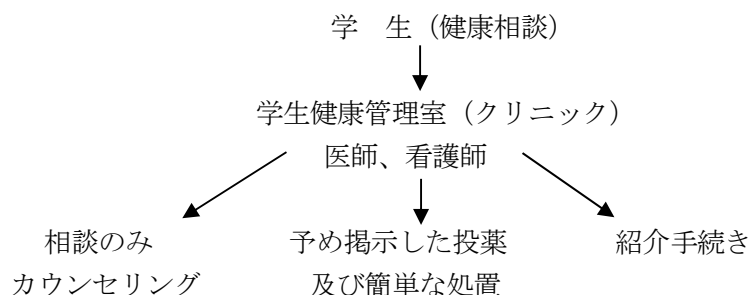 学　生（健康相談）
学生健康管理室（クリニック）
医師、看護師
相談のみ　予め掲示した投薬　紹介手続き
カウンセリング　及び簡単な処置